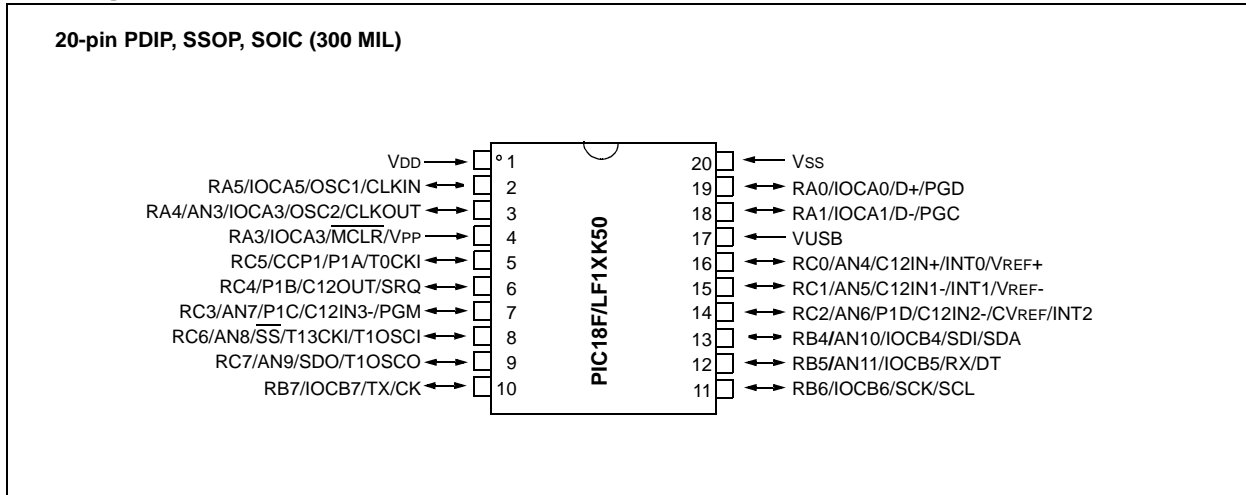 20-pin PDIP, SSOP, SOIC (300 MIL)
VDD
1
RA5/IOCA5/OSC1/CLKIN
2
RA4/AN3/IOCA3/OSC2/CLKOUT
3
RA3/IOCA3/MCLR/VPP
4
RC5/CCP1/P1A/T0CKI
5
RC4/P1B/C12OUT/SRQ
6
RC3/AN7/P1C/C12IN3-/PGM
7
RC6/AN8/SS/T13CKI/T1OSCI
8
RC7/AN9/SDO/T1OSCO
9
RB7/IOCB7/TX/CK
10
PIC18F/LF1XK50
20
VSS
19
RA0/IOCA0/D+/PGD
18
RA1/IOCA1/D-/PGC
17
VUSB
16
RC0/AN4/C12IN+/INT0/VREF+
15
RC1/AN5/C12IN1-/INT1/VREF-
14
RC2/AN6/P1D/C12IN2-/CVREF/INT2
13
RB4/AN10/IOCB4/SDI/SDA
12
RB5/AN11/IOCB5/RX/DT
11
RB6/IOCB6/SCK/SCL